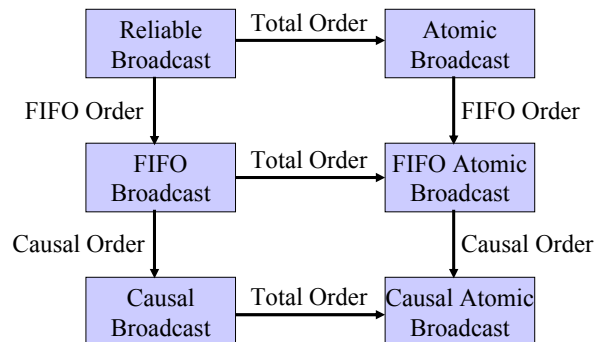 Reliable
Broadcast
Total Order
Atomic
Broadcast
FIFO Order
FIFO Order
FIFO
Broadcast
Total Order
FIFO Atomic
Broadcast
Causal Order
Causal Order
Causal
Broadcast
Total Order
Causal Atomic
Broadcast